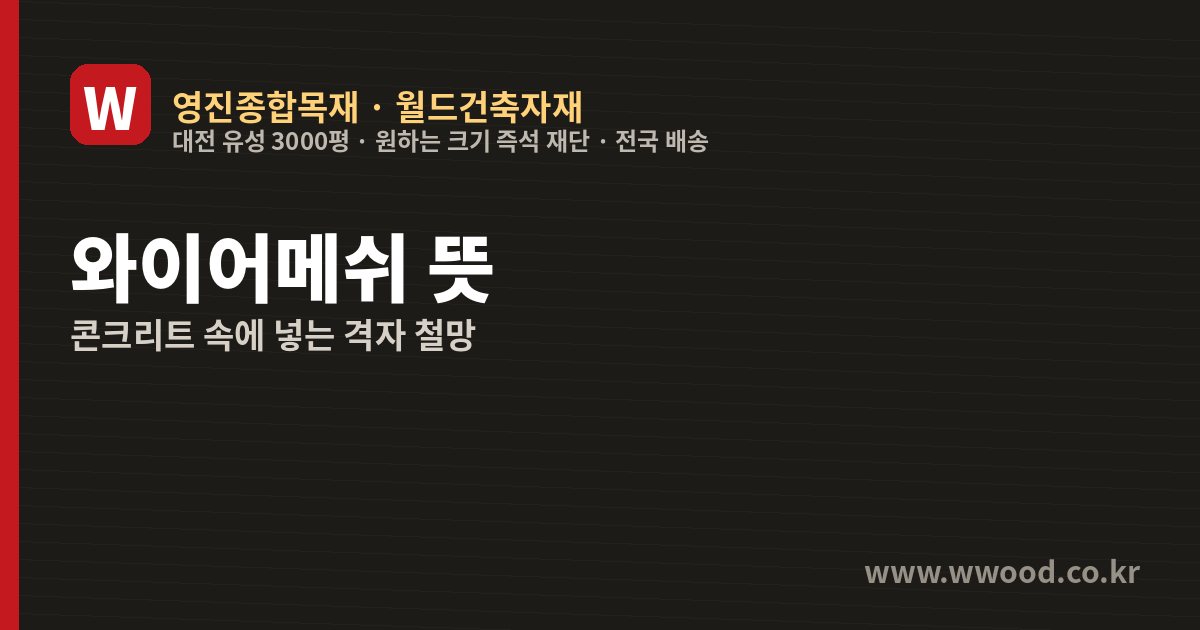 W
영진종합목재 · 월드건축자재
대전 유성 3000평 · 원하는 크기 즉석 재단 · 전국 배송
와이어메쉬 뜻
콘크리트 속에 넣는 격자 철망
www.wwood.co.kr